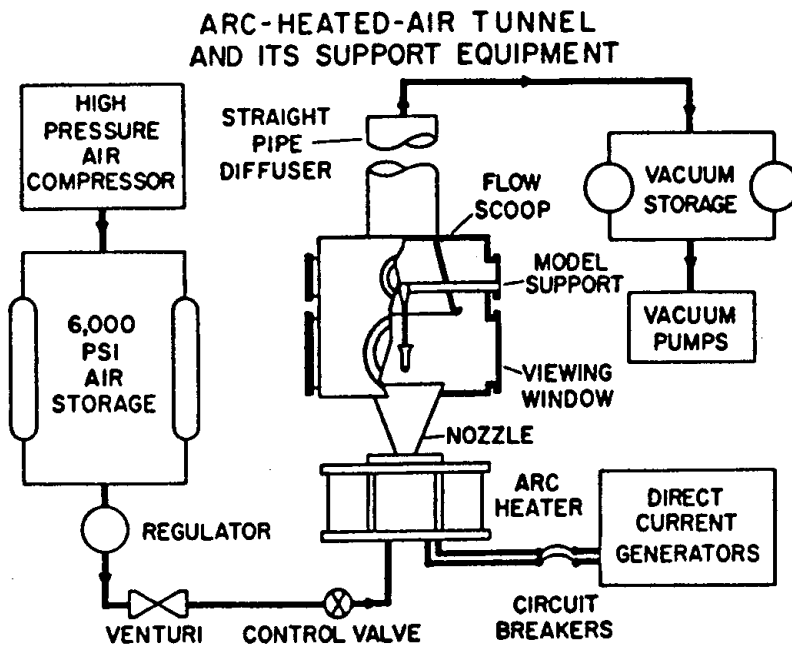 ARC-HEATED-AIR TUNNEL
AND ITS SUPPORT EQUIPMENT
HIGH
PRESSURE
AIR
COMPRESSOR
STRAIGHT
PIPE
DIFFUSER
FLOW
SCOOP
VACUUM
STORAGE
MODEL
SUPPORT
6,000
PSI
AIR
STORAGE
VACUUM
PUMPS
VIEWING
WINDOW
NOZZLE
ARC
HEATER
DIRECT
CURRENT
GENERATORS
REGULATOR
VENTURI
CONTROL VALVE
CIRCUIT
BREAKERS